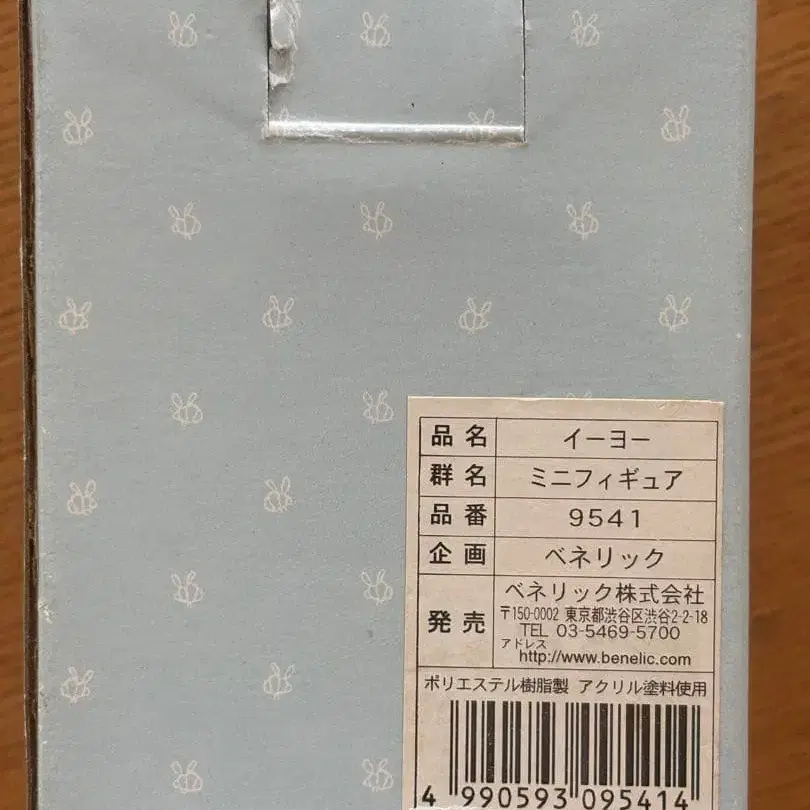 品名 イーヨー
群名 ミニフィギュア
品番 9541
企画 ベネリック
発売 ベネリック株式会社
〒150-0002 東京都渋谷区渋谷2-2-18
TEL 03-5469-5700
アドレス
http://www.benelic.com
ポリエステル樹脂製 アクリル塗料使用
4 990593 095414